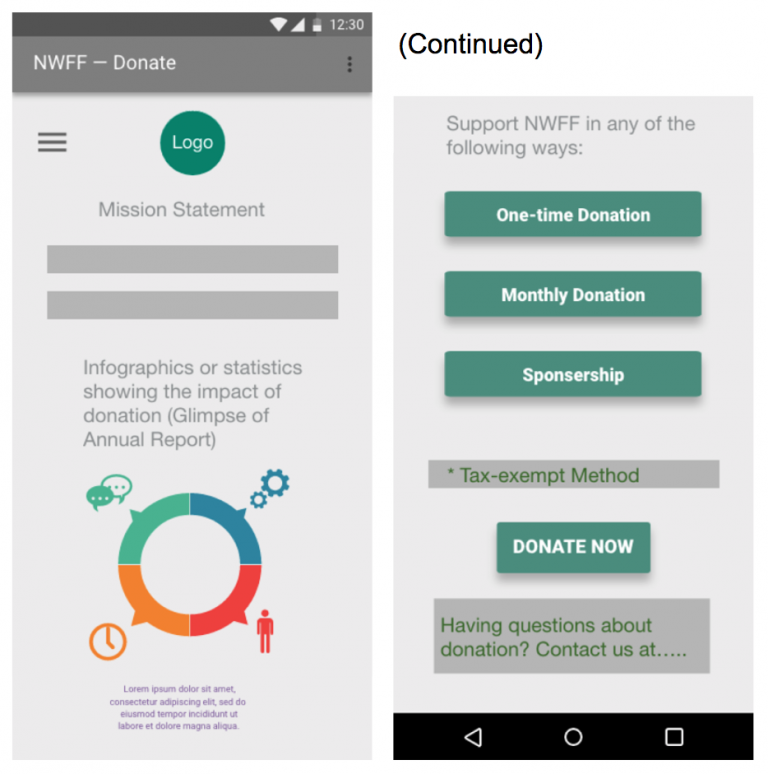 12:30
NWFF — Donate
Logo
Mission Statement
Infographics or statistics
showing the impact of
donation (Glimpse of
Annual Report)
Lorem ipsum dolor sit amet,
consectetur adipiscing elit, sed do
eiusmod tempor incididunt ut
labore et dolore magna aliqua.
(Continued)
Support NWFF in any of the
following ways:
One-time Donation
Monthly Donation
Sponsership
* Tax-exempt Method
DONATE NOW
Having questions about
donation? Contact us at.....